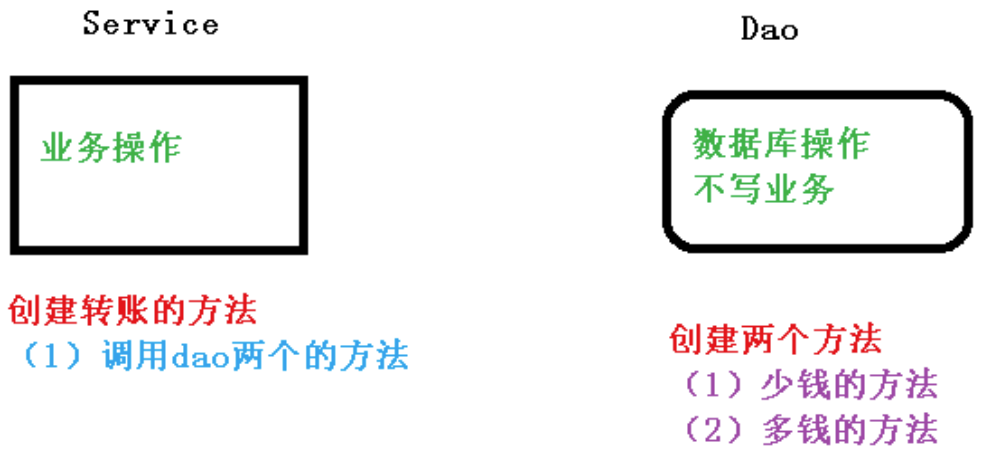 Service
业务操作
创建转账的方法
（1）调用dao两个的方法
Dao
数据库操作
不写业务
创建两个方法
（1）少钱的方法
（2）多钱的方法